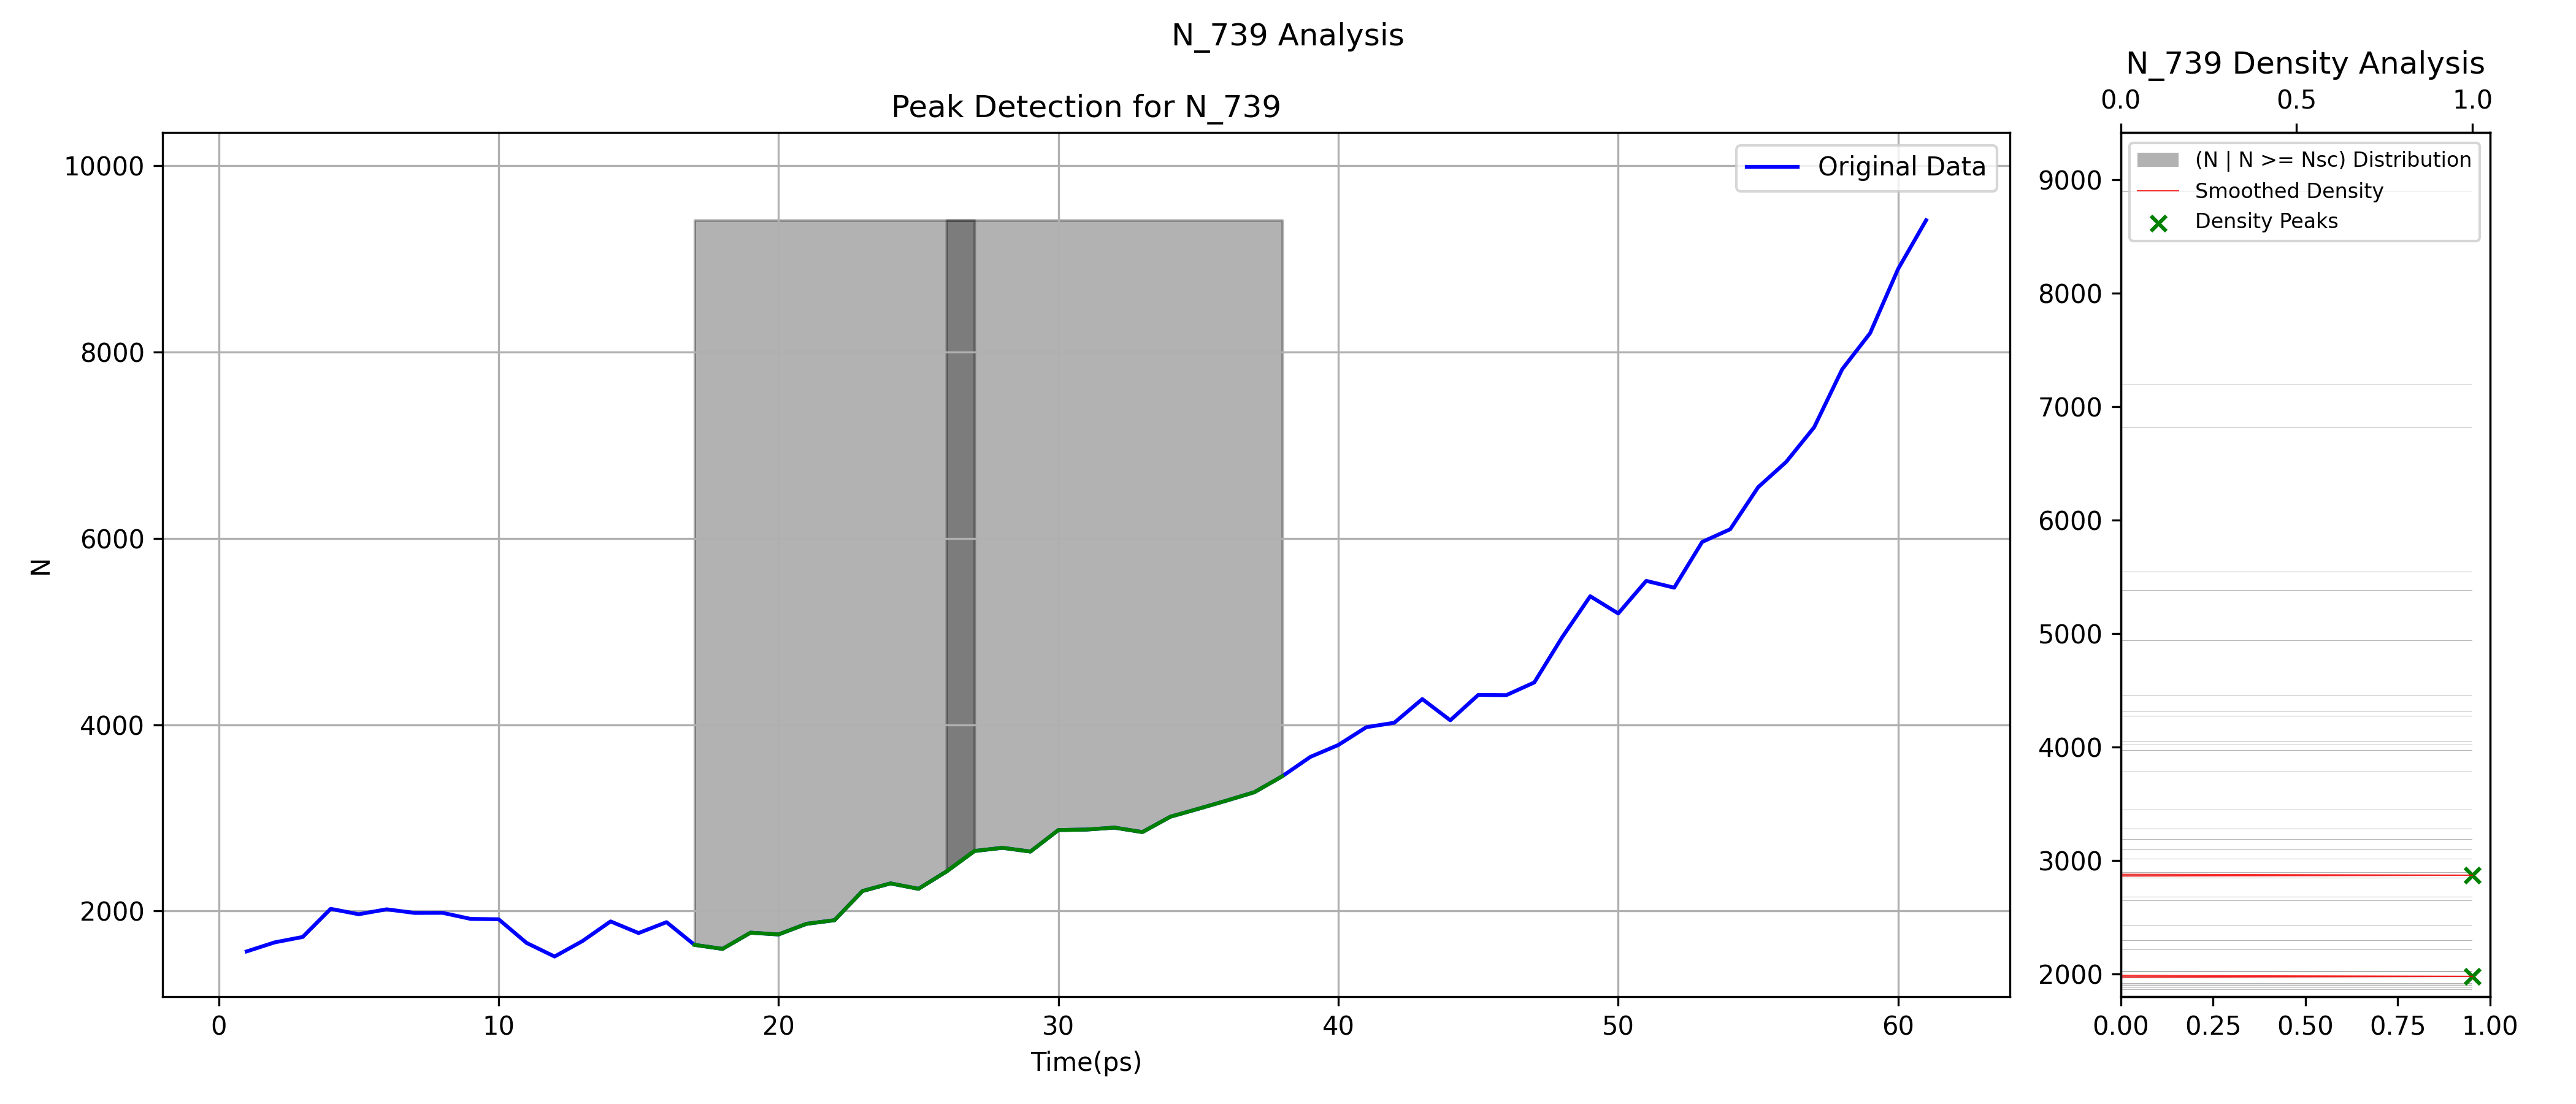 N_739 Analysis
Peak Detection for N_739
10000
8000
6000
4000
2000
N
0 10 20 30 40 50 60
Time(ps)
Original Data
N_739 Density Analysis
0.0 0.5 1.0
(N | N >= Nsc) Distribution
Smoothed Density
Density Peaks
9000
8000
7000
6000
5000
4000
3000
2000
0.00 0.25 0.50 0.75 1.00